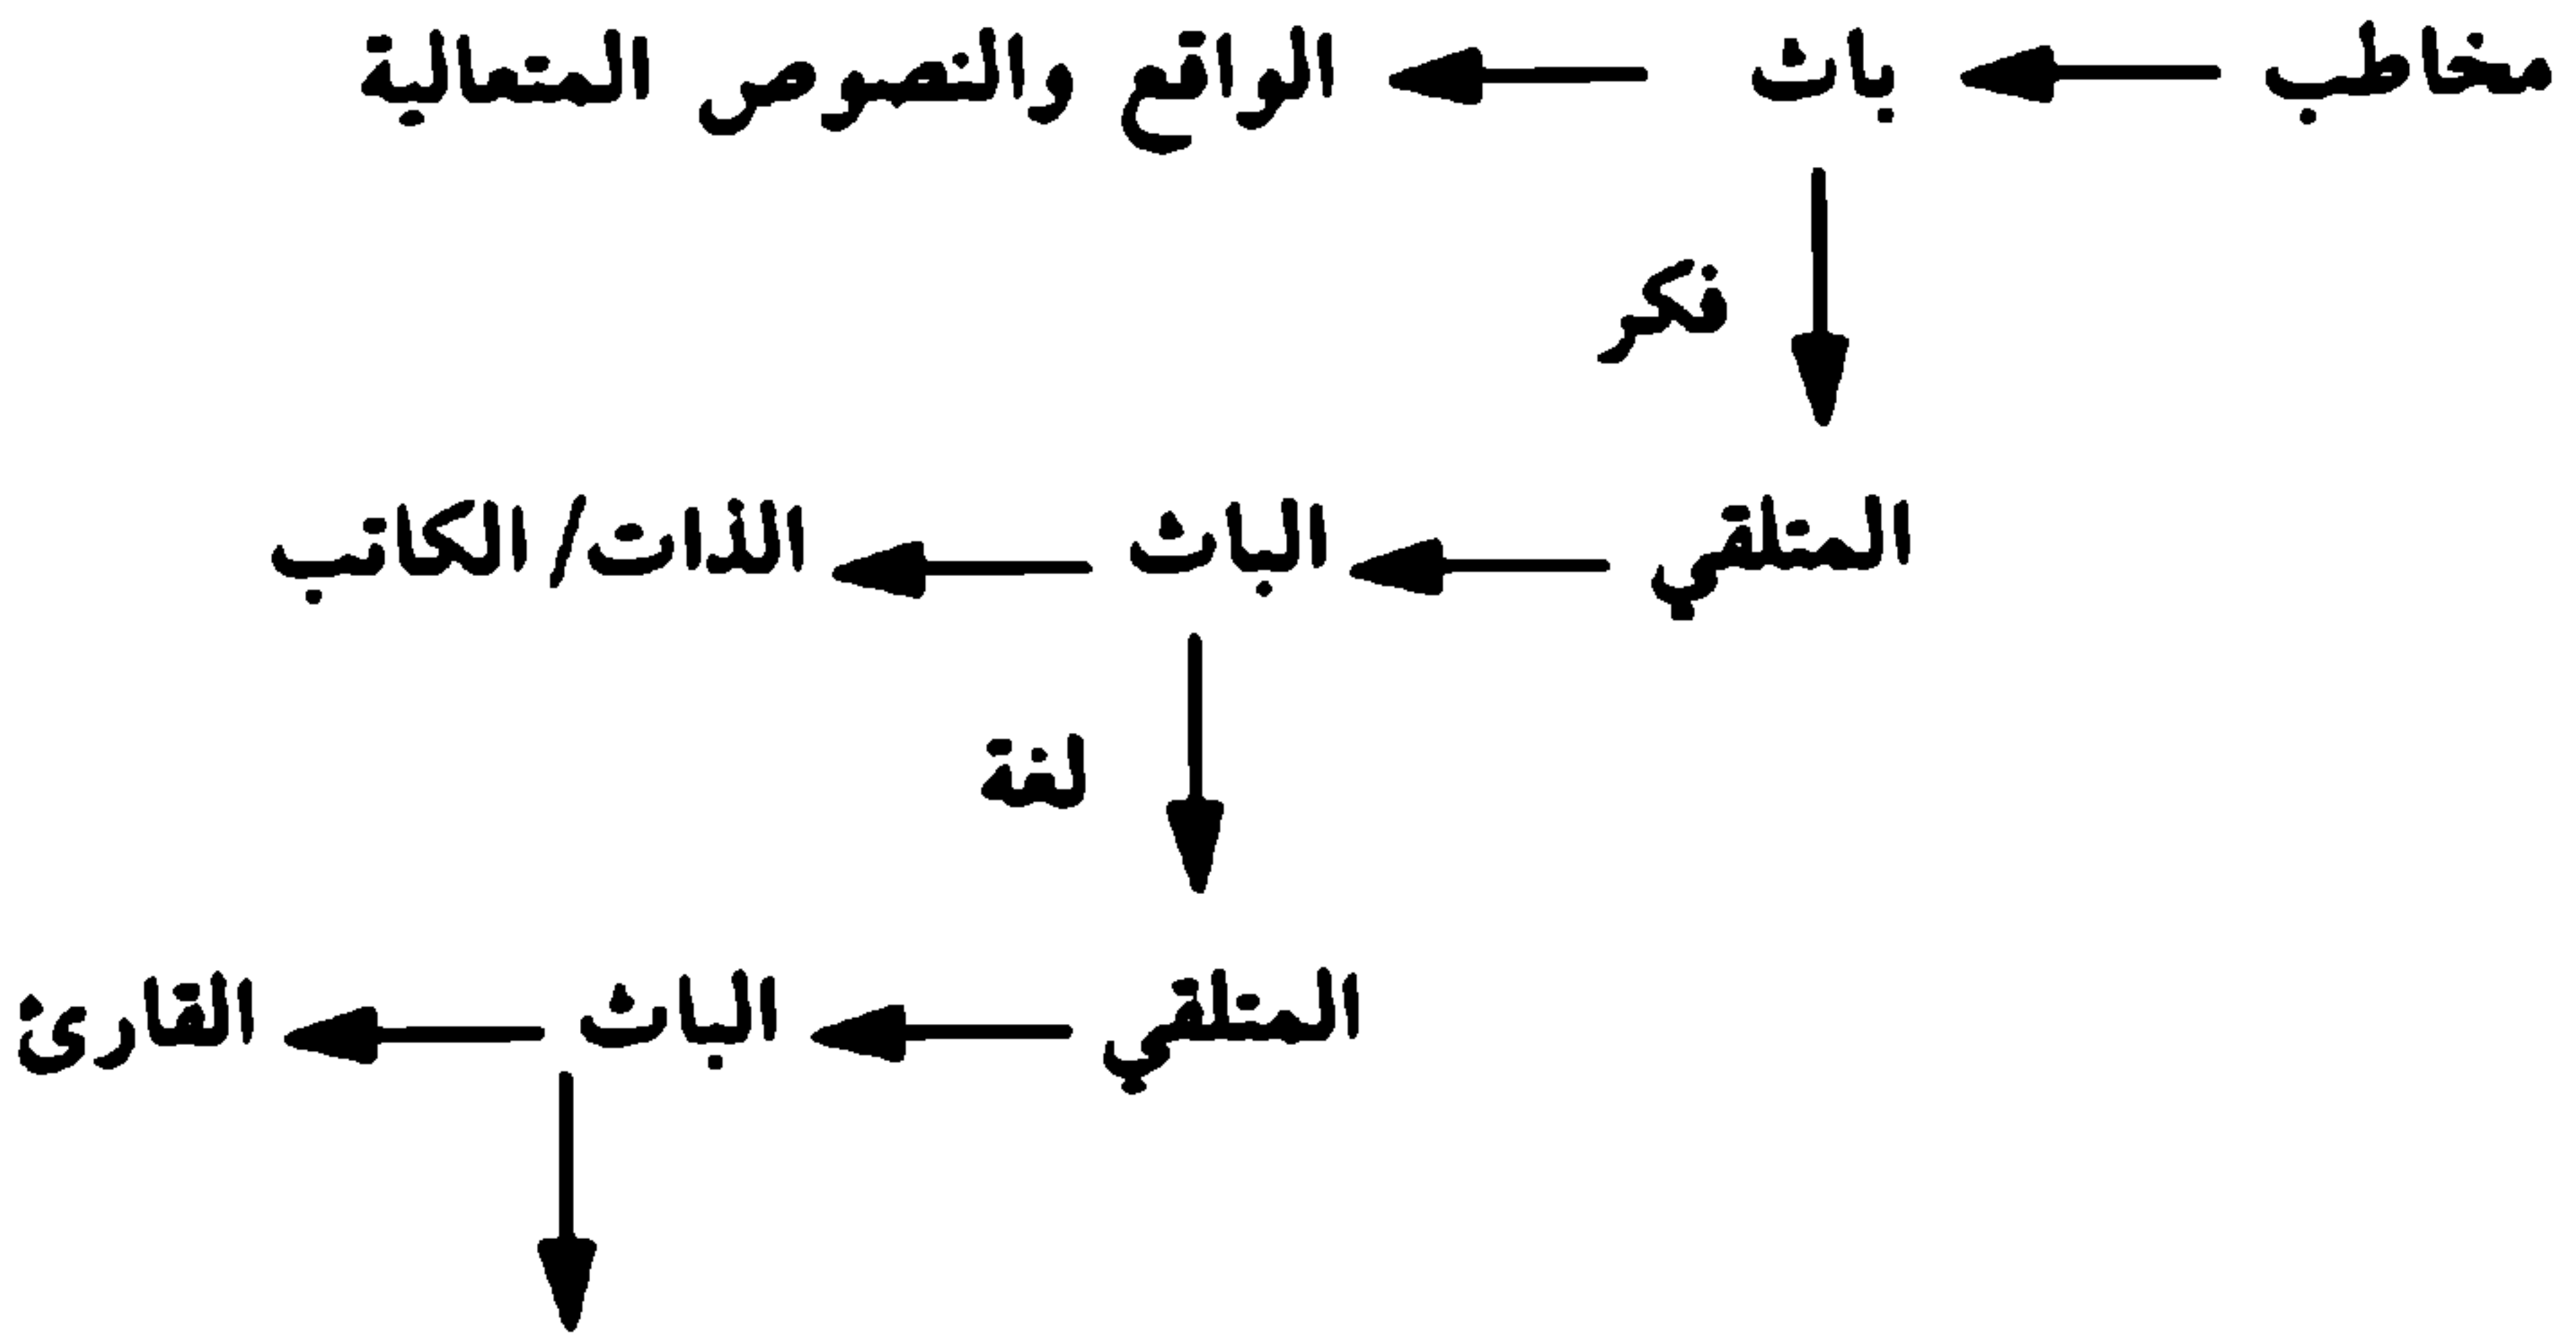 مخاطب باث الواقع والنصوص المتعالية
فكر
المتلقي الباث الذات/ الكاتب
لغة
المتلقي الباث القارئ